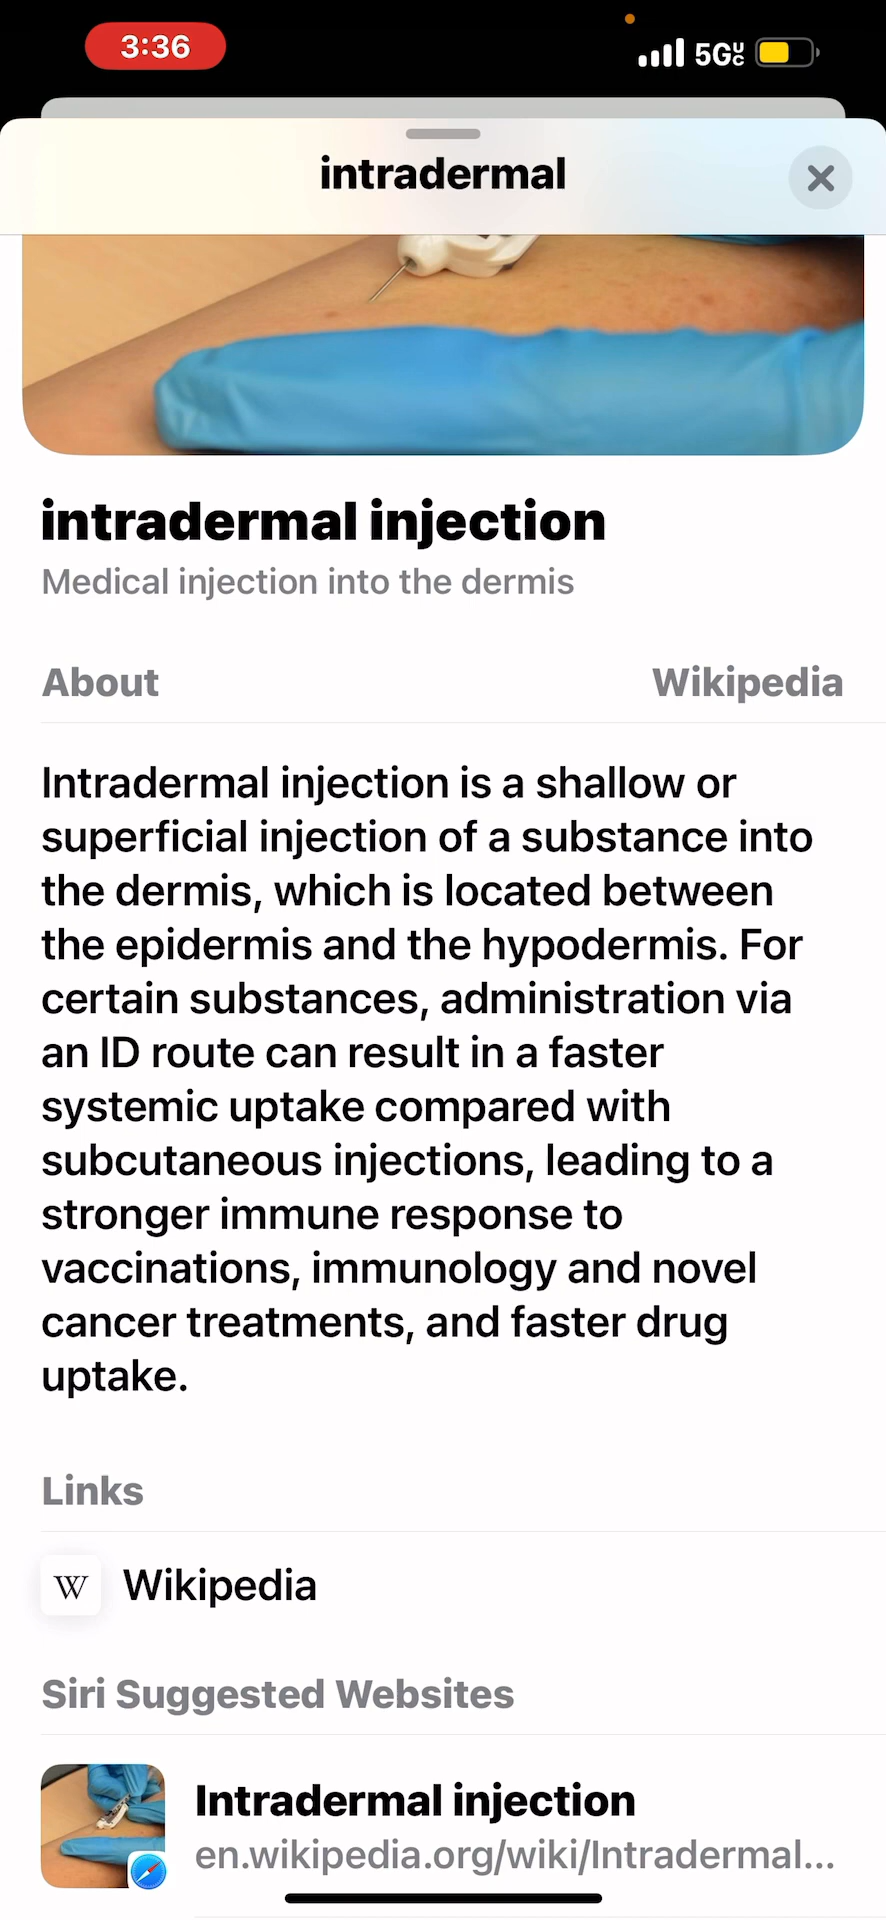 3:36
5G UC
intradermal
intradermal injection
Medical injection into the dermis
About
Wikipedia
Intradermal injection is a shallow or
superficial injection of a substance into
the dermis, which is located between
the epidermis and the hypodermis. For
certain substances, administration via
an ID route can result in a faster
systemic uptake compared with
subcutaneous injections, leading to a
stronger immune response to
vaccinations, immunology and novel
cancer treatments, and faster drug
uptake.
Links
W Wikipedia
Siri Suggested Websites
Intradermal injection
en.wikipedia.org/wiki/Intradermal...